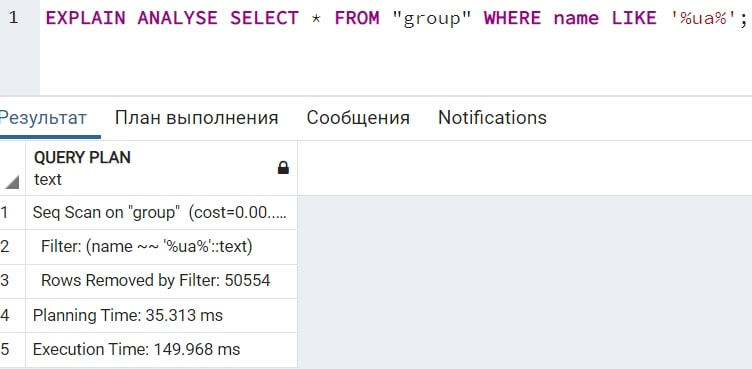 1 EXPLAIN ANALYSE SELECT * FROM "group" WHERE name LIKE '%ua%';
Результат План выполнения Сообщения Notifications
QUERY PLAN
text
1 Seq Scan on "group" (cost=0.00..…
2 Filter: (name ~~ '%ua%'::text)
3 Rows Removed by Filter: 50554
4 Planning Time: 35.313 ms
5 Execution Time: 149.968 ms